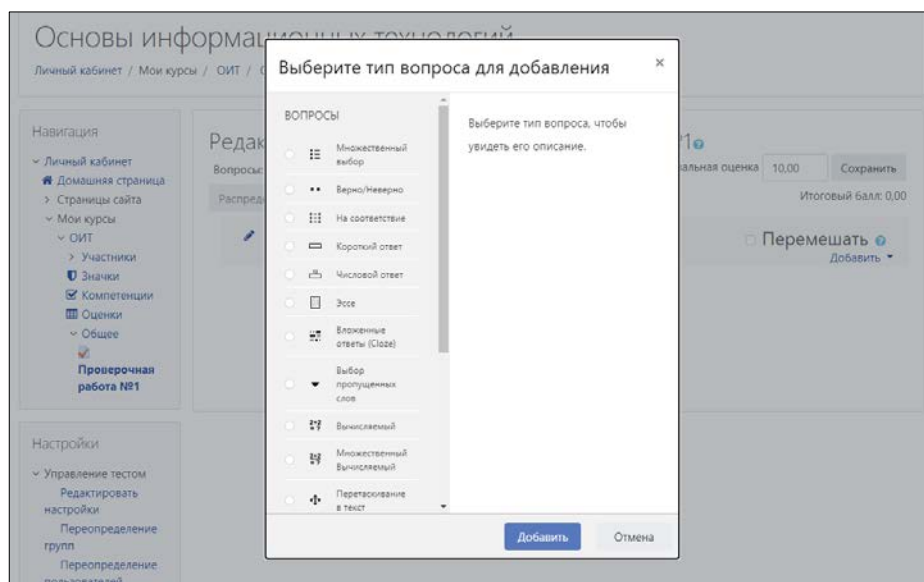 Основы информационных технологий
Личный кабинет / Мои курсы / ОИТ /
Навигация
Личный кабинет
Домашняя страница
Страницы сайта
Мои курсы
ОИТ
Участники
Значки
Компетенции
Оценки
Общее
Проверочная
работа №1
Настройки
Управление тестом
Редактировать
настройки
Переопределение
групп
Переопределение
пользователей
Выберите тип вопроса для добавления ×
ВОПРОСЫ
Множественный
выбор
Верно/Неверно
На соответствие
Короткий ответ
Числовой ответ
Эссе
Вложенные
ответы (Cloze)
Выбор
пропущенных
слов
Вычисляемый
Множественный
Вычисляемый
Перетаскивание
в текст
Выберите тип вопроса, чтобы
увидеть его описание.
Добавить Отмена
Редак
Вопросы:
Распред
№1
альная оценка 10,00 Сохранить
Итоговый балл: 0,00
Перемешать
Добавить